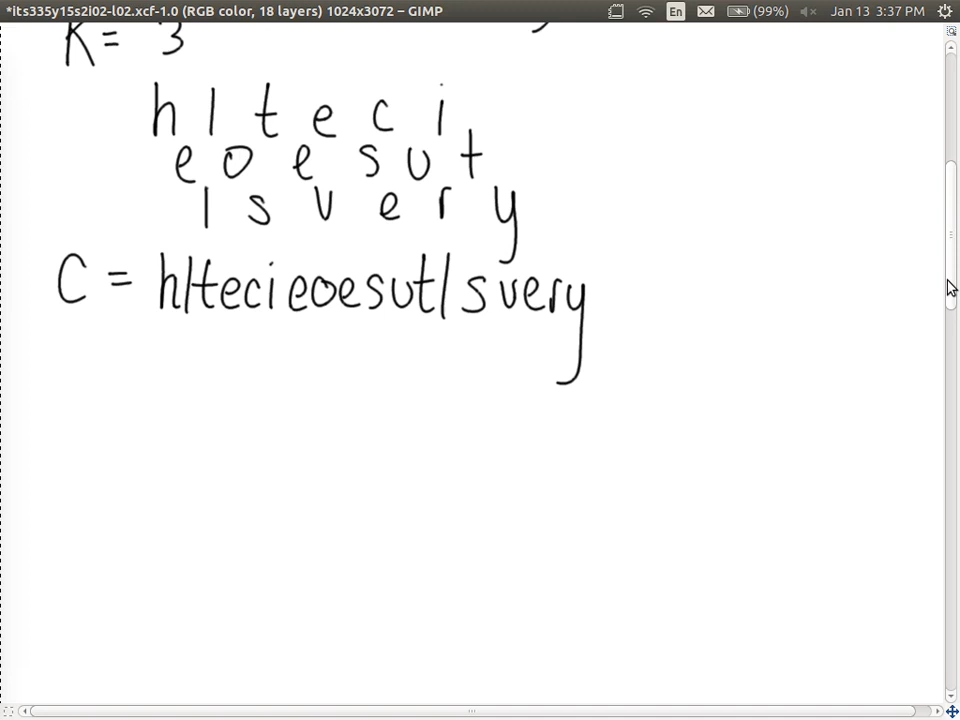 *its335y15s2i02-l02.xcf-1.0 (RGB color, 18 layers) 1024x3072 – GIMP En (99%) Jan 13 3:37 PM
K= 3
h l t e c i
e o e s u t
l s v e r y
C = hltecieoesutlsvery